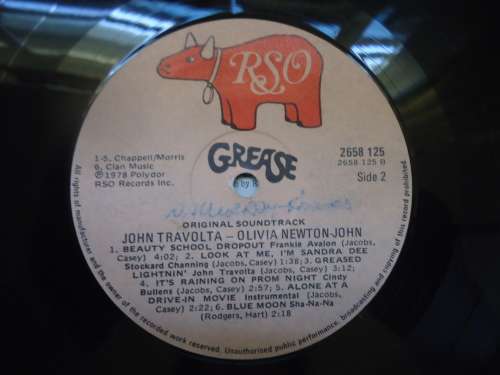 RSO
1-5, Chappell/Morris
6, Clan Music
℗1978 Polydor
RSO Records Inc.
GREASE
2658 125
2658 125 B
Side 2
ORIGINAL SOUNDTRACK
JOHN TRAVOLTA – OLIVIA NEWTON-JOHN
1. BEAUTY SCHOOL DROPOUT Frankie Avalon (Jacobs,
Casey) 4:02; 2. LOOK AT ME, I'M SANDRA DEE
Stockard Channing (Jacobs, Casey) 1:38; 3. GREASED
LIGHTNIN' John Travolta (Jacobs, Casey) 3:12;
4. IT'S RAINING ON PROM NIGHT Cindy
Bullens (Jacobs, Casey) 2:57; 5. ALONE AT A
DRIVE-IN MOVIE Instrumental (Jacobs,
Casey) 2:22; 6. BLUE MOON Sha-Na-Na
(Rodgers, Hart) 2:18
All rights of manufacturer and the owner of the recorded work reserved. Unauthorised public performance, broadcasting and copying of this record prohibited